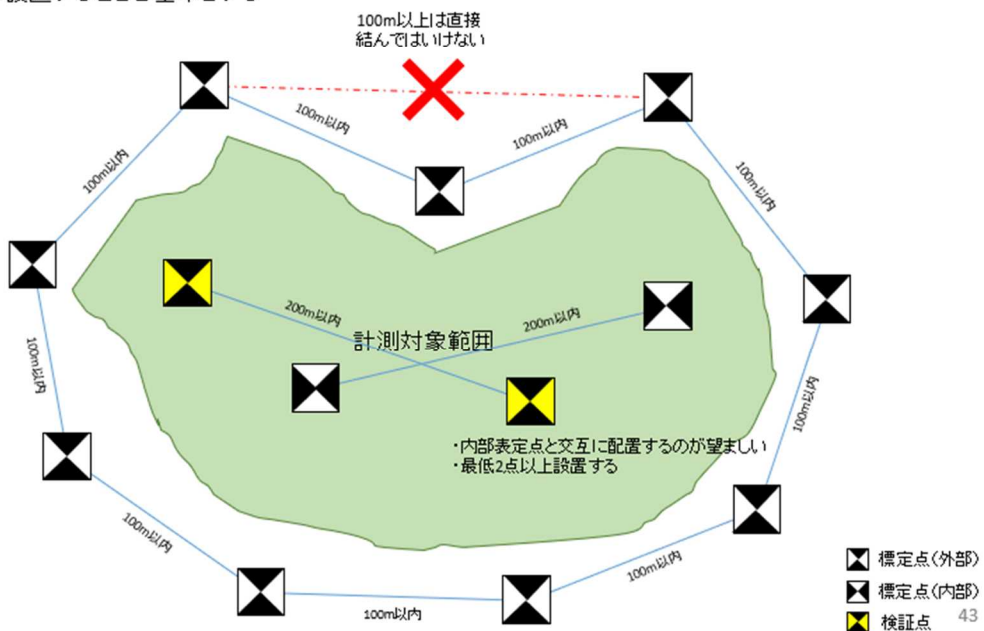 100m以上は直接
結んではいけない
100m以内
100m以内
100m以内
100m以内
200m以内
200m以内
計測対象範囲
100m以内
100m以内
・内部表定点と交互に配置するのが望ましい
・最低2点以上設置する
100m以内
100m以内
100m以内
標定点(外部)
標定点(内部)
検証点
43